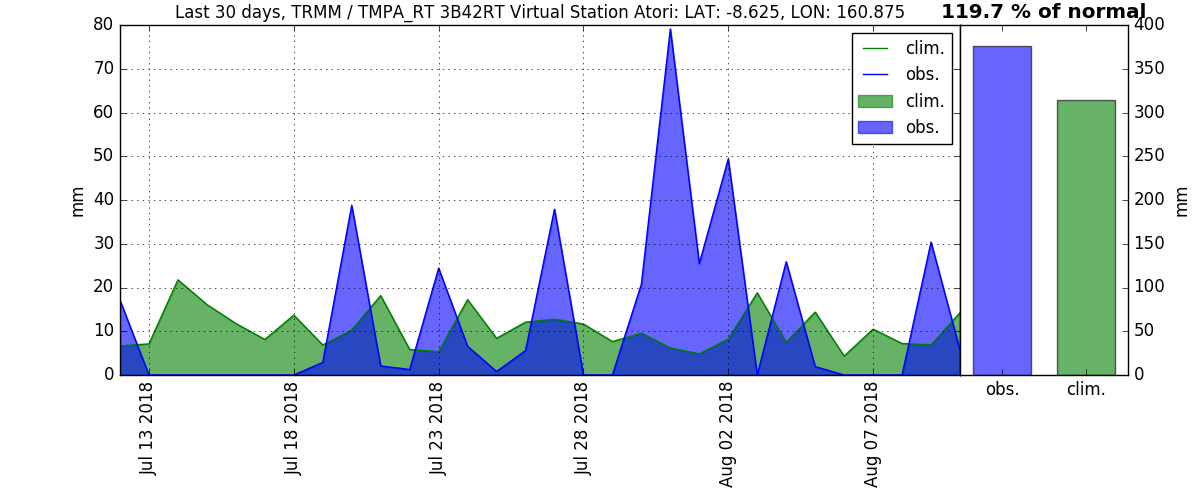 Last 30 days, TRMM / TMPA_RT 3B42RT Virtual Station Atori: LAT: -8.625, LON: 160.875
119.7 % of normal
80
70
60
50
40
30
20
10
0
mm
clim.
obs.
clim.
obs.
Jul 13 2018
Jul 18 2018
Jul 23 2018
Jul 28 2018
Aug 02 2018
Aug 07 2018
400
350
300
250
200
150
100
50
0
mm
obs.
clim.